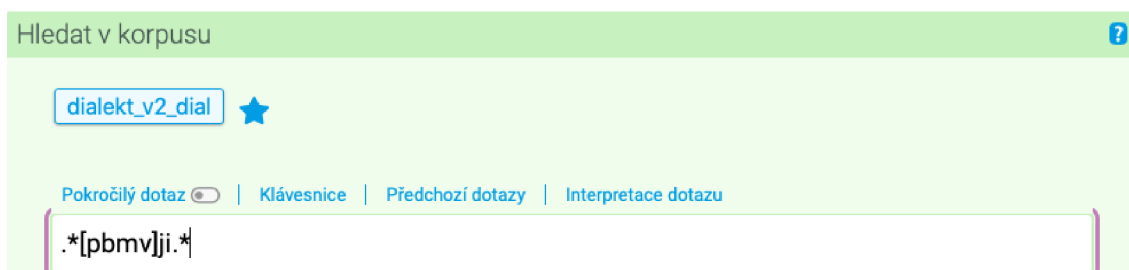 Hledat v korpusu ?
dialekt_v2_dial
Pokročilý dotaz | Klávesnice | Předchozí dotazy | Interpretace dotazu
.*[pbmv]ji.*